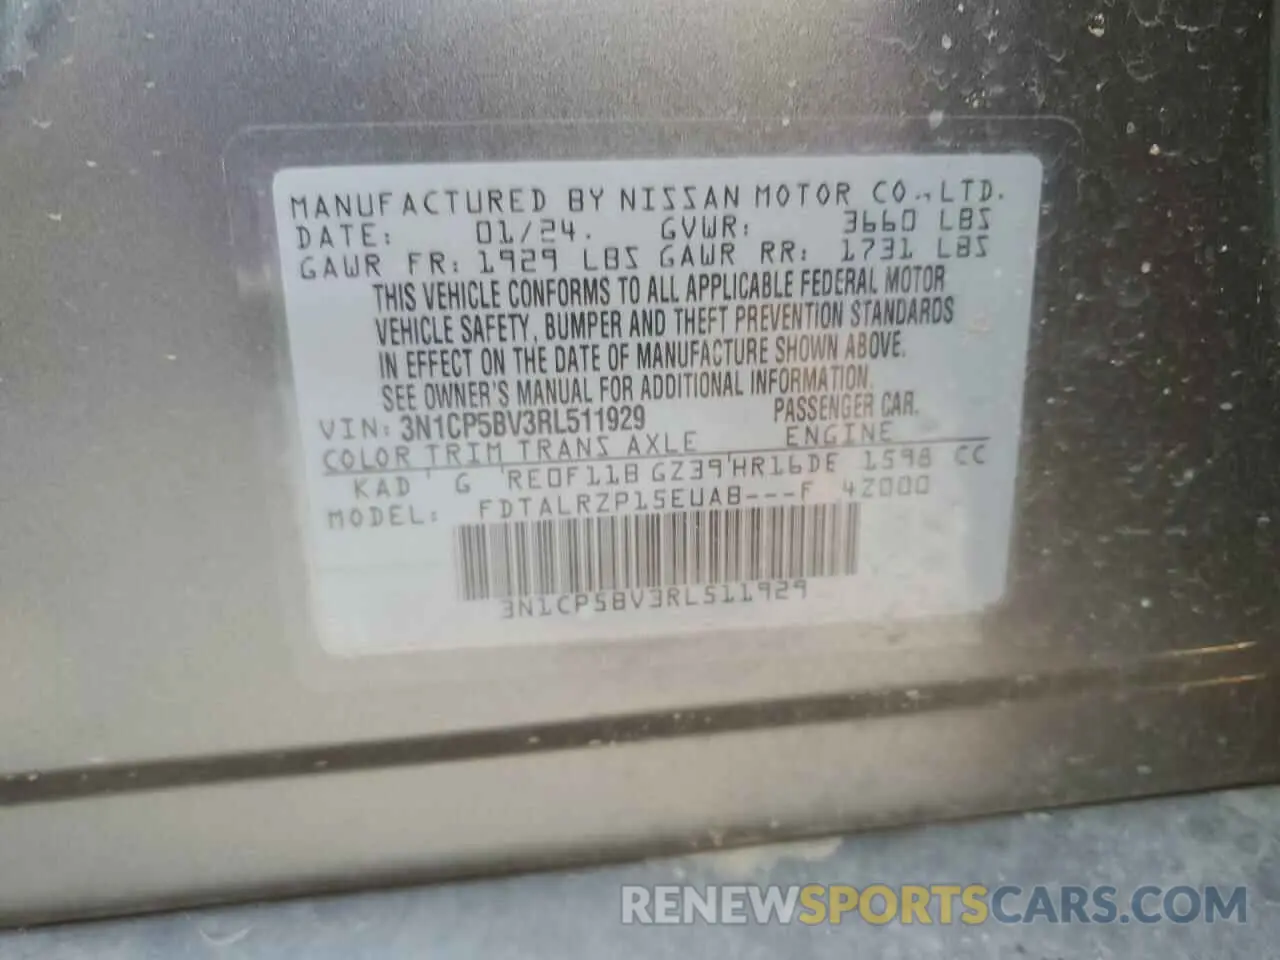 MANUFACTURED BY NISSAN MOTOR CO.,LTD.
DATE: 01/24. GVWR: 3660 LBS
GAWR FR: 1929 LBS GAWR RR: 1731 LBS
THIS VEHICLE CONFORMS TO ALL APPLICABLE FEDERAL MOTOR
VEHICLE SAFETY, BUMPER AND THEFT PREVENTION STANDARDS
IN EFFECT ON THE DATE OF MANUFACTURE SHOWN ABOVE.
SEE OWNER'S MANUAL FOR ADDITIONAL INFORMATION.
VIN: 3N1CP5BV3RL511929 PASSENGER CAR.
COLOR TRIM TRANS AXLE ENGINE
KAD' G 'RE0F11B GZ39'HR16DE 1598 CC
MODEL: FDTALRZP15EUAB---F 42000
3N1CP5BV3RL511929
RENEWSPORTSCARS.COM